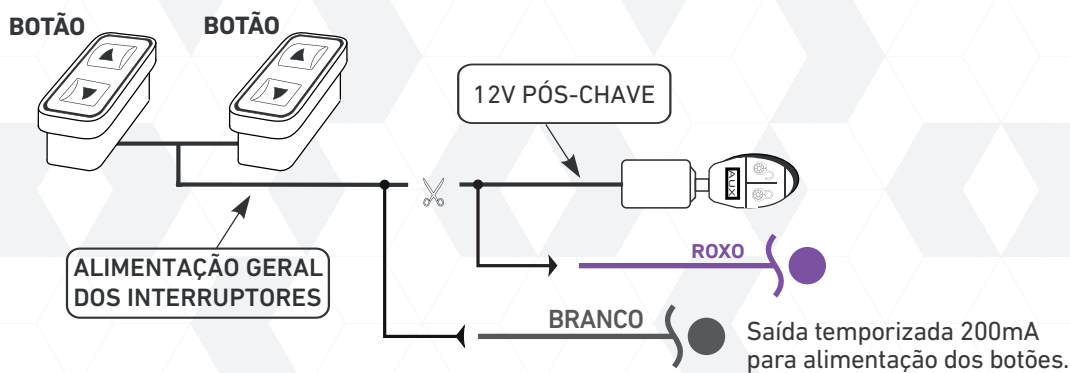 BOTÃO
BOTÃO
12V PÓS-CHAVE
AUX
ALIMENTAÇÃO GERAL
DOS INTERRUPTORES
ROXO
BRANCO
Saída temporizada 200mA
para alimentação dos botões.